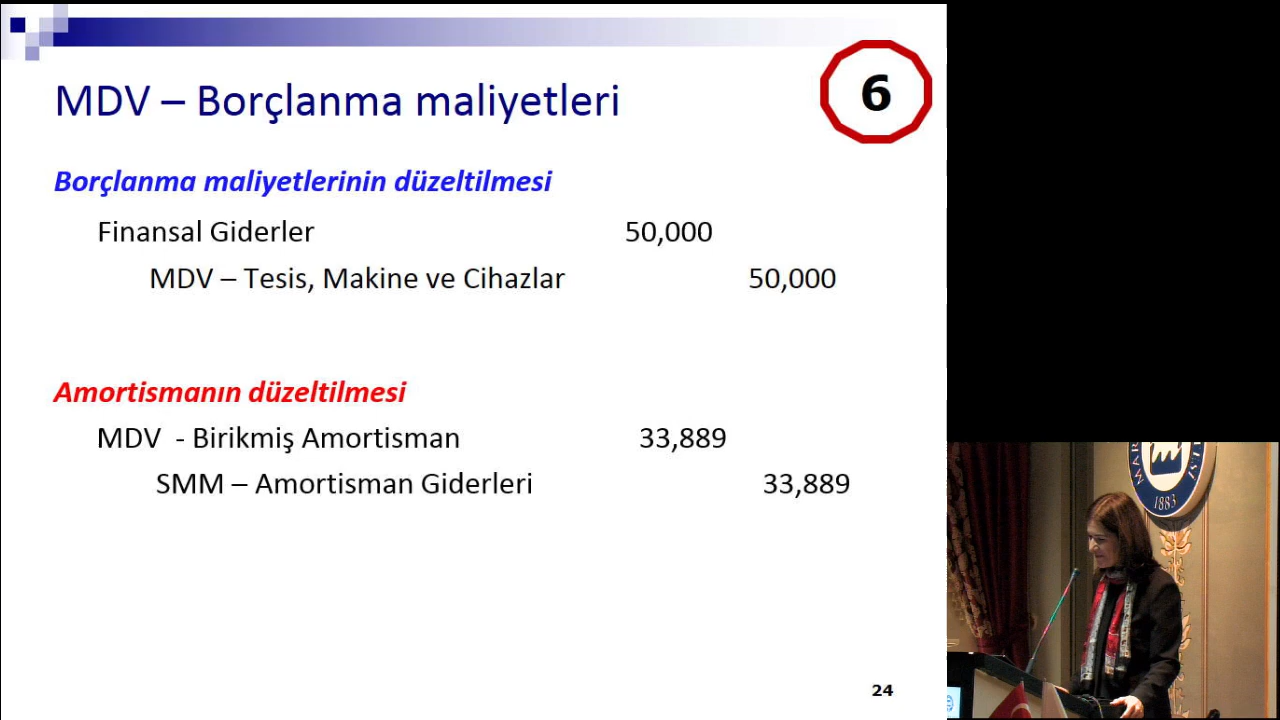 MDV – Borçlanma maliyetleri
6
Borçlanma maliyetlerinin düzeltilmesi
Finansal Giderler 50,000
MDV – Tesis, Makine ve Cihazlar 50,000
Amortismanın düzeltilmesi
MDV - Birikmiş Amortisman 33,889
SMM – Amortisman Giderleri 33,889
24
1883